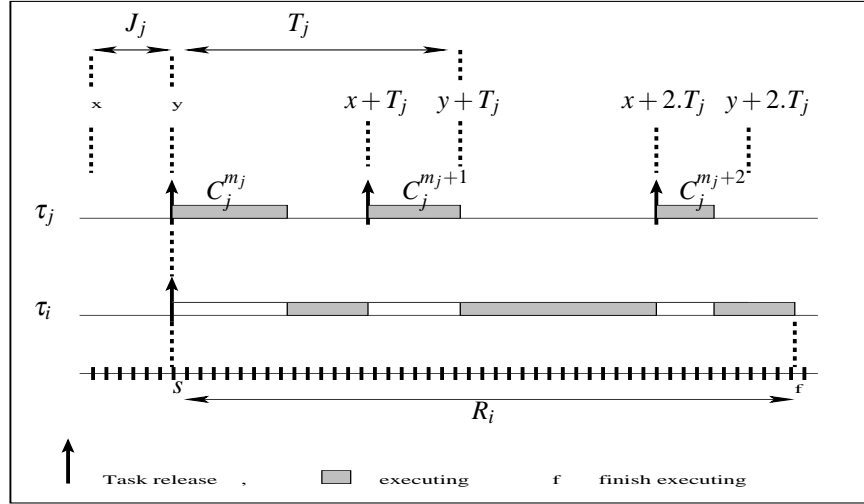 J_j T_j
x y x + T_j y + T_j x + 2.T_j y + 2.T_j
C_j^{m_j} C_j^{m_j+1} C_j^{m_j+2}
τ_j
τ_i
s f
R_i
Task release , executing f finish executing